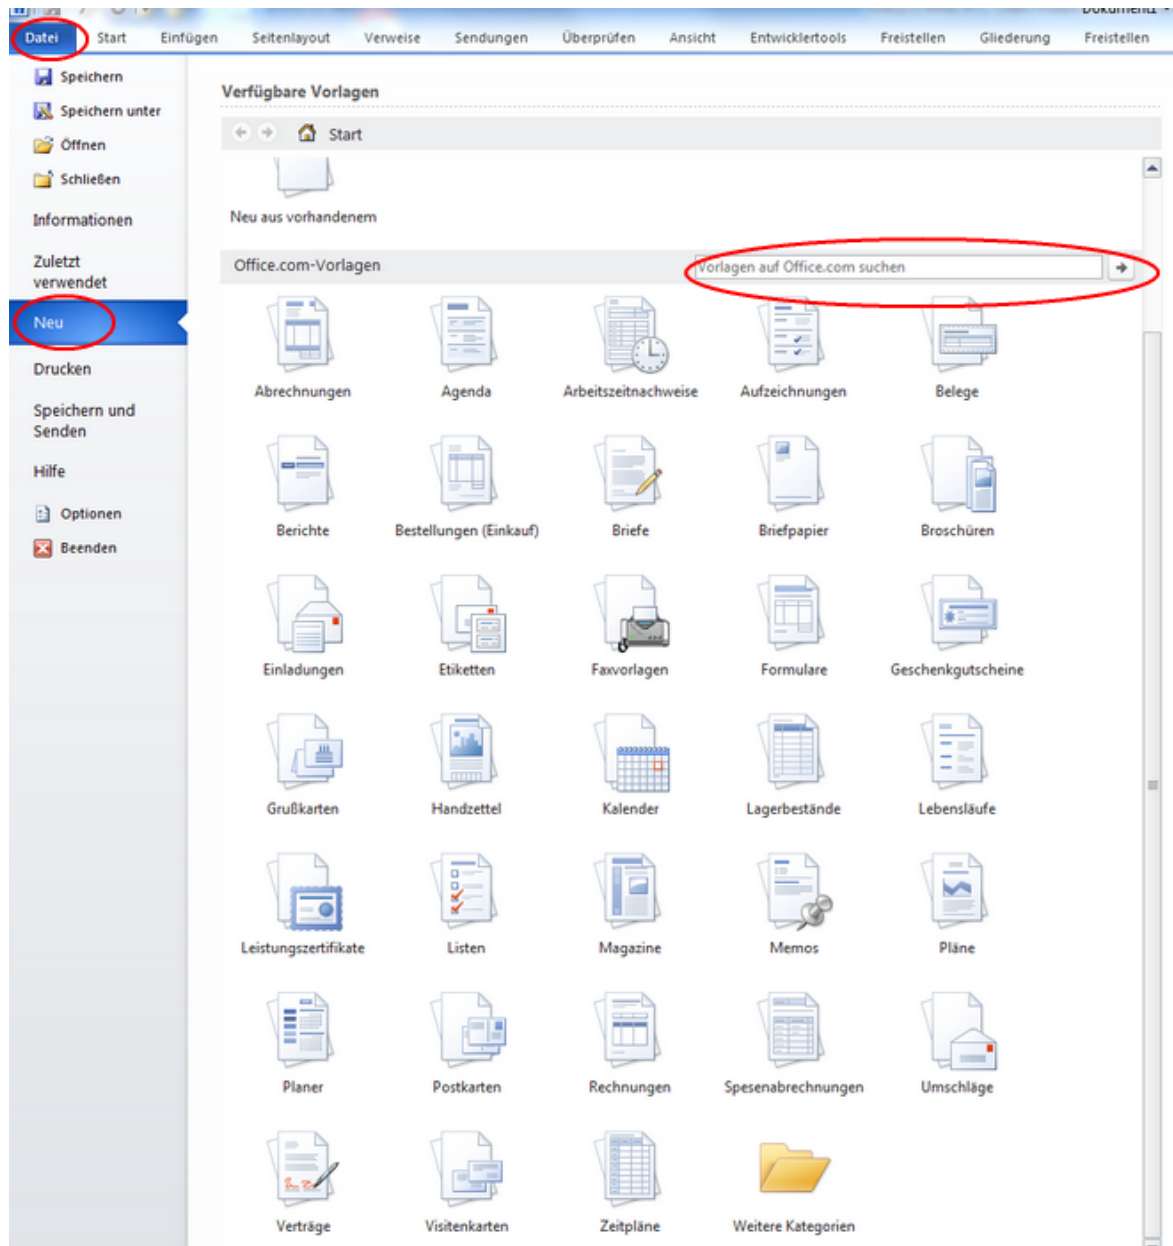 Dokument1 -
Datei Start Einfügen Seitenlayout Verweise Sendungen Überprüfen Ansicht Entwicklertools Freistellen Gliederung Freistellen
Speichern
Speichern unter
Öffnen
Schließen
Informationen
Zuletzt
verwendet
Neu
Drucken
Speichern und
Senden
Hilfe
Optionen
Beenden
Verfügbare Vorlagen
Start
Neu aus vorhandenem
Office.com-Vorlagen Vorlagen auf Office.com suchen
Abrechnungen Agenda Arbeitszeitnachweise Aufzeichnungen Belege
Berichte Bestellungen (Einkauf) Briefe Briefpapier Broschüren
Einladungen Etiketten Faxvorlagen Formulare Geschenkgutscheine
Grußkarten Handzettel Kalender Lagerbestände Lebensläufe
Leistungszertifikate Listen Magazine Memos Pläne
Planer Postkarten Rechnungen Spesenabrechnungen Umschläge
Verträge Visitenkarten Zeitpläne Weitere Kategorien